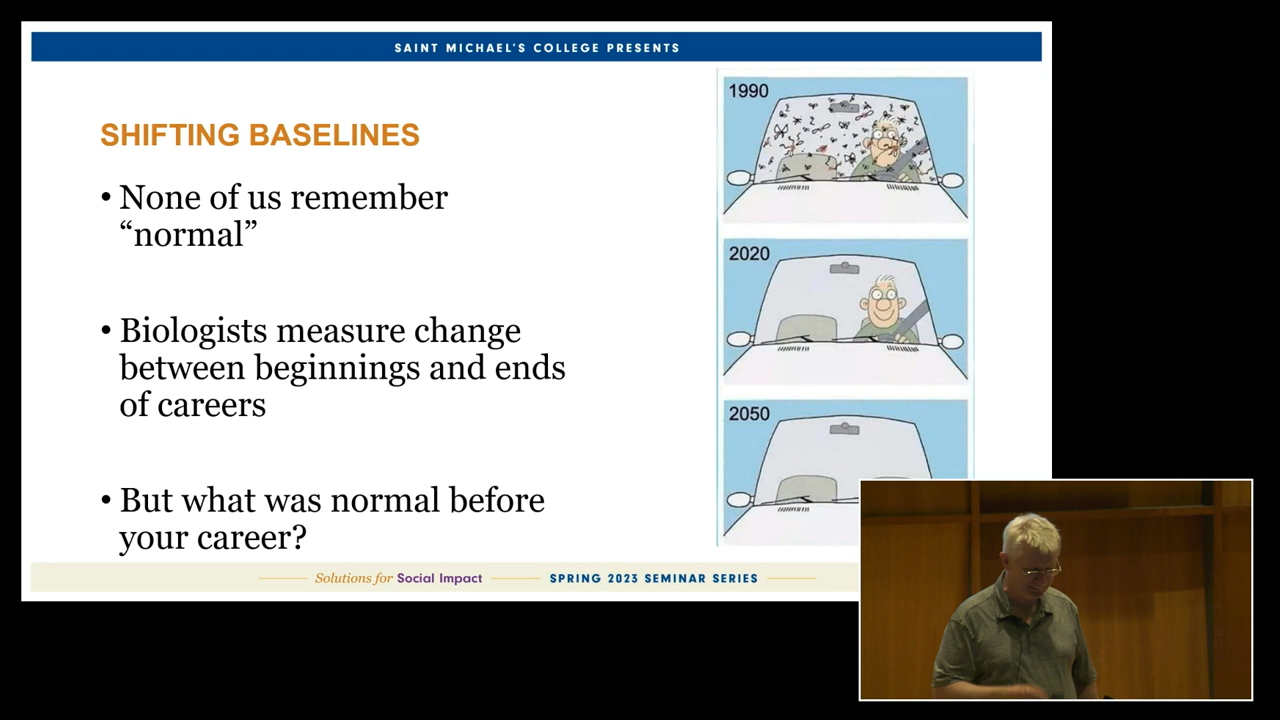 SAINT MICHAEL'S COLLEGE PRESENTS
SHIFTING BASELINES
• None of us remember
“normal”
• Biologists measure change
between beginnings and ends
of careers
• But what was normal before
your career?
1990
2020
2050
Solutions for Social Impact
SPRING 2023 SEMINAR SERIES